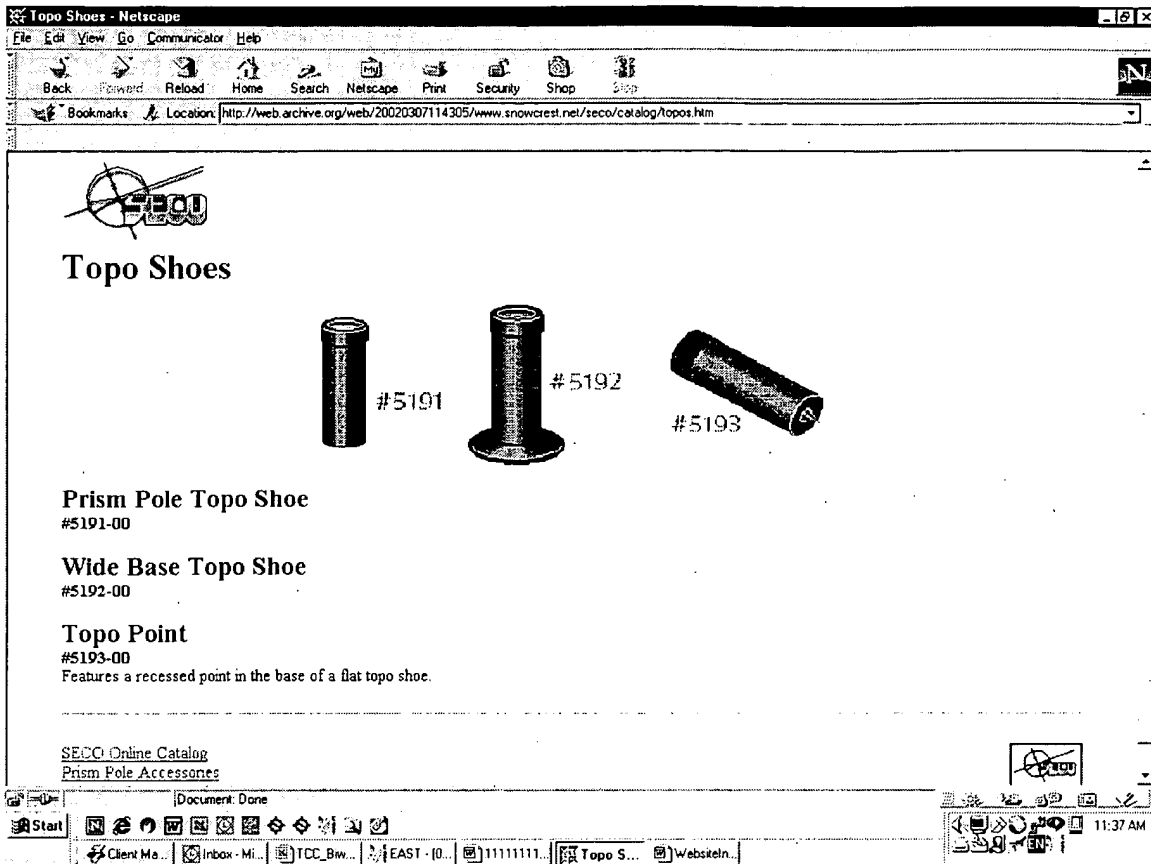 Topo Shoes - Netscape
File Edit View Go Communicator Help
Back Forward Reload Home Search Netscape Print Security Shop Stop
Bookmarks Location: http://web.archive.org/web/20020307114305/www.snowcrest.net/seco/catalog/topos.htm
SECO
Topo Shoes
#5191
#5192
#5193
Prism Pole Topo Shoe
#5191-00
Wide Base Topo Shoe
#5192-00
Topo Point
#5193-00
Features a recessed point in the base of a flat topo shoe.
SECO Online Catalog
Prism Pole Accessories
SECO
Document: Done
Start
EN
11:37 AM
Client Ma... Inbox - Mi... TCC_Brw... EAST - [0... 11111111... Topo S... WebsiteIn...